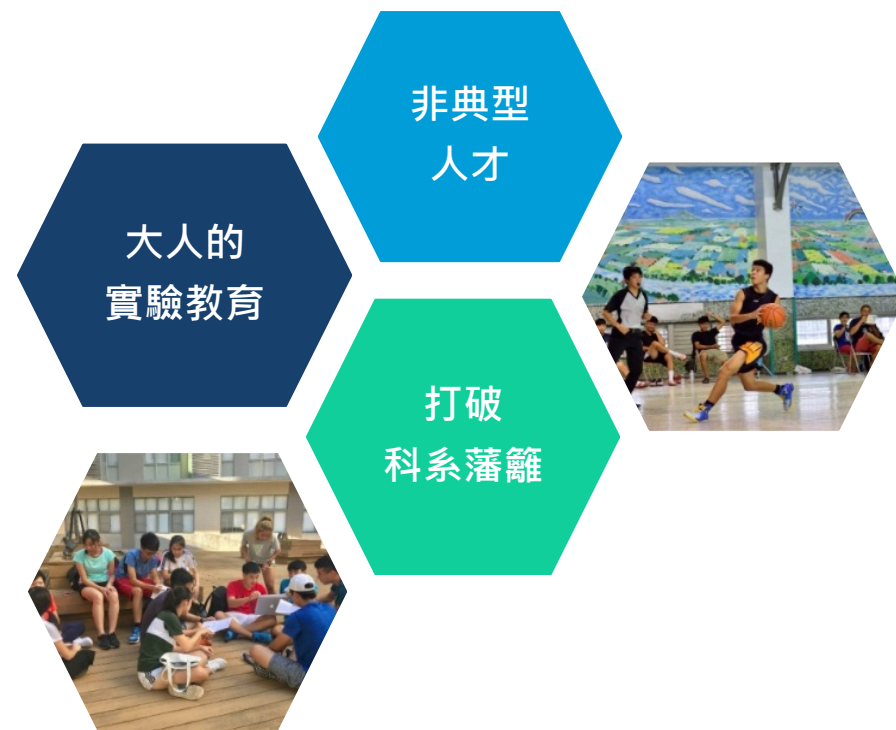 非典型
人才
大人的
實驗教育
打破
科系藩籬